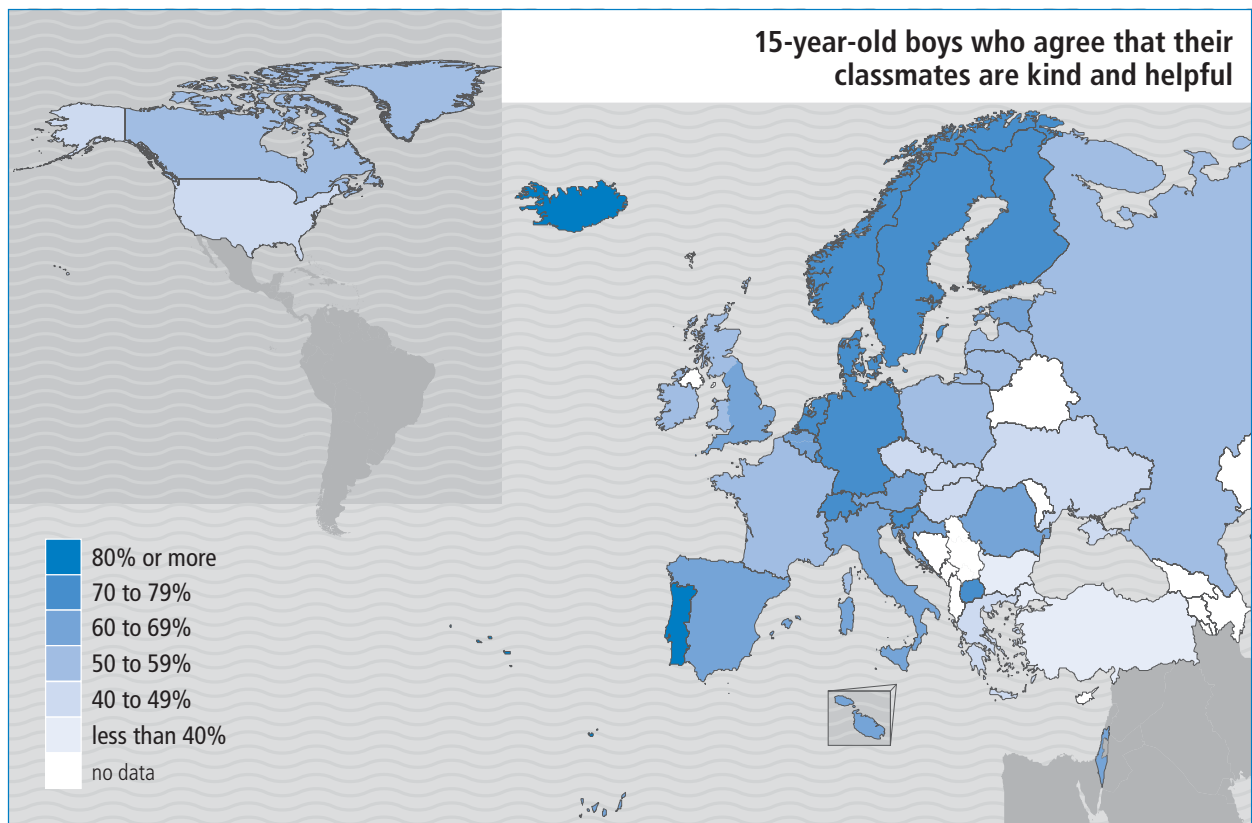 15-year-old boys who agree that their
classmates are kind and helpful
80% or more
70 to 79%
60 to 69%
50 to 59%
40 to 49%
less than 40%
no data